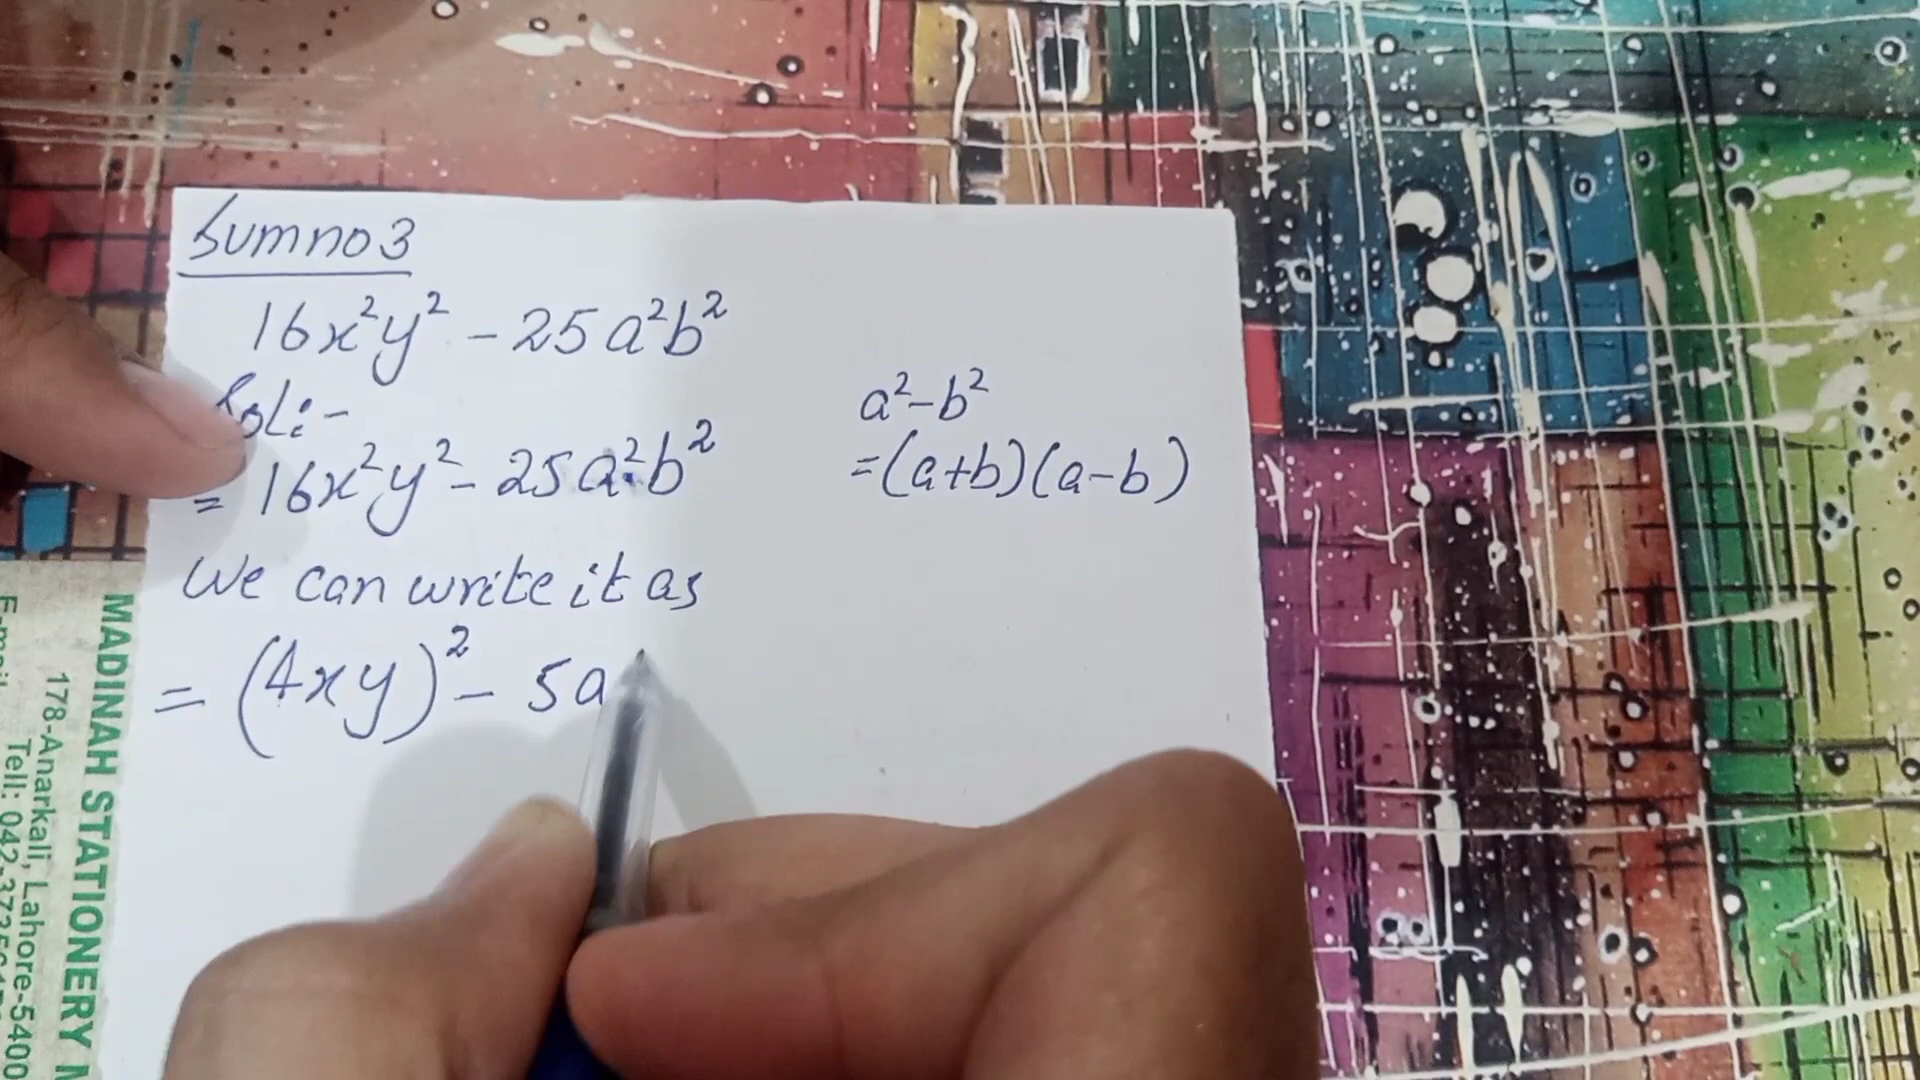 Sum no 3
16x²y² - 25a²b²
Sol:-
= 16x²y² - 25a²b²
We can write it as
= (4xy)² - 5a
a²-b²
=(a+b)(a-b)
MADINAH STATIONERY
178-Anarkali, Lahore-5400
Tell: 042-3735